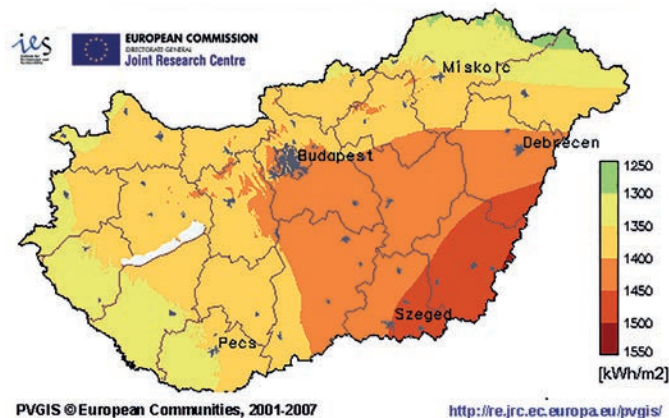 ies
EUROPEAN COMMISSION
DIRECTORATE GENERAL
Joint Research Centre
Miskolc
Budapest
Debrecen
Szeged
Pecs
1250
1300
1350
1400
1450
1500
1550
[kWh/m2]
PVGIS © European Communities, 2001-2007
http://re.jrc.ec.europa.eu/pvgis/